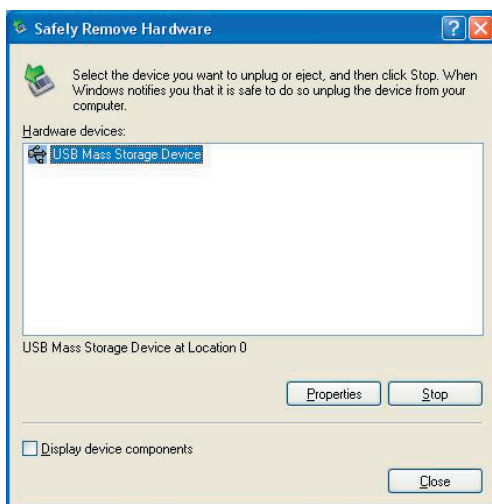 Safely Remove Hardware
Select the device you want to unplug or eject, and then click Stop. When
Windows notifies you that it is safe to do so unplug the device from your
computer.
Hardware devices:
USB Mass Storage Device
USB Mass Storage Device at Location 0
Properties Stop
Display device components
Close